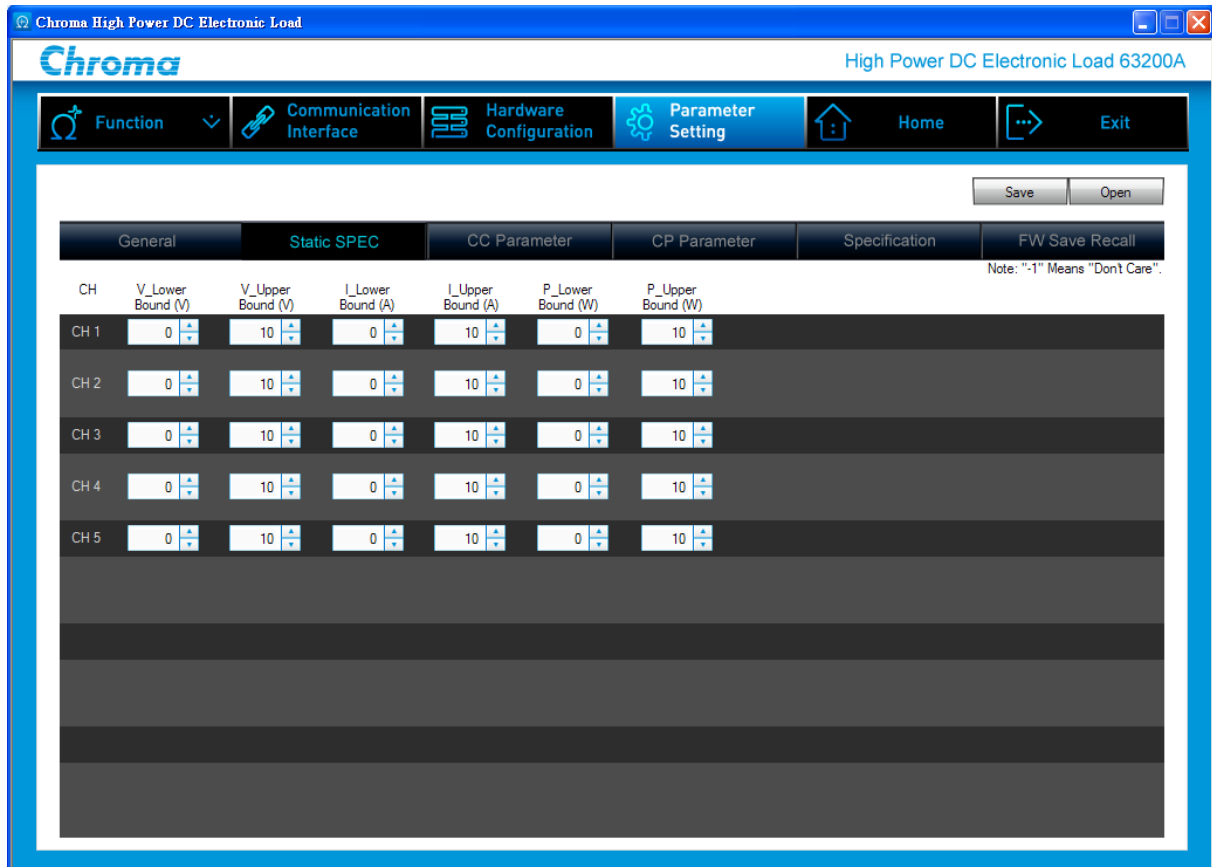 Chroma High Power DC Electronic Load
Chroma
High Power DC Electronic Load 63200A
Function
Communication
Interface
Hardware
Configuration
Parameter
Setting
Home
Exit
Save
Open
General
Static SPEC
CC Parameter
CP Parameter
Specification
FW Save Recall
Note: "-1" Means "Don't Care".
CH
V_Lower
Bound (V)
V_Upper
Bound (V)
I_Lower
Bound (A)
I_Upper
Bound (A)
P_Lower
Bound (W)
P_Upper
Bound (W)
CH 1 0 10 0 10 0 10
CH 2 0 10 0 10 0 10
CH 3 0 10 0 10 0 10
CH 4 0 10 0 10 0 10
CH 5 0 10 0 10 0 10